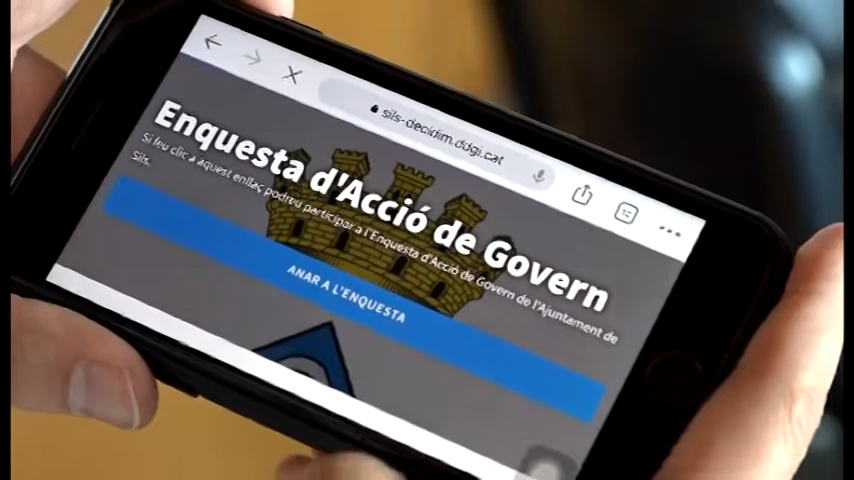 sils-decidim.ddgi.cat
Enquesta d'Acció de Govern
Si feu clic a aquest enllaç podreu participar a l'Enquesta d'Acció de Govern de l'Ajuntament de
Sils.
ANAR A L'ENQUESTA